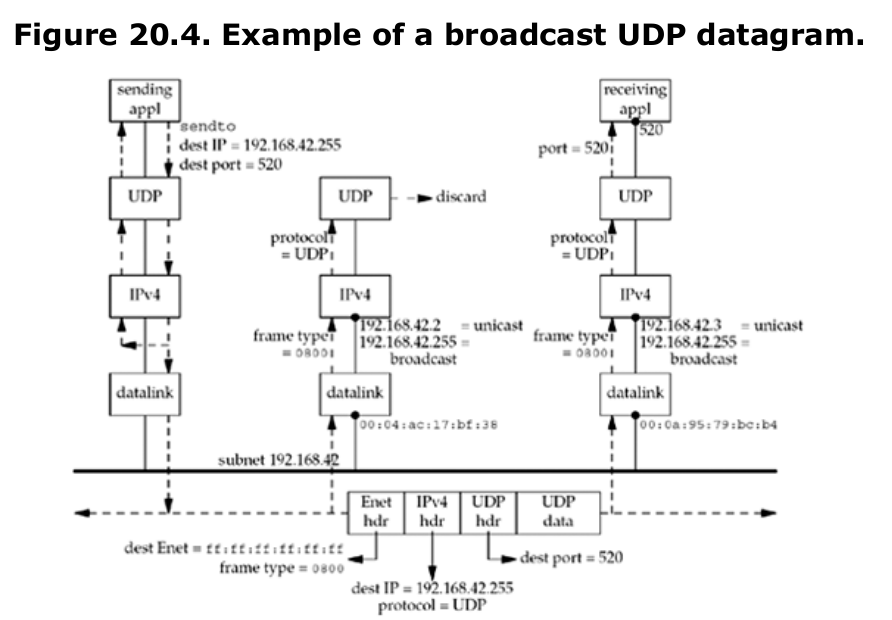 Figure 20.4. Example of a broadcast UDP datagram.
sending
appl
receiving
appl
sendto
dest IP = 192.168.42.255
dest port = 520
520
port = 520
UDP
UDP
discard
UDP
protocol
= UDP
protocol
= UDP
IPv4
IPv4
IPv4
frame type
= 0800
192.168.42.2 = unicast
192.168.42.255 =
broadcast
frame type
= 0800
192.168.42.3 = unicast
192.168.42.255 =
broadcast
datalink
datalink
datalink
00:04:ac:17:bf:38
00:0a:95:79:bc:b4
subnet 192.168.42
Enet
hdr
IPv4
hdr
UDP
hdr
UDP
data
dest Enet = ff:ff:ff:ff:ff:ff
frame type = 0800
dest port = 520
dest IP = 192.168.42.255
protocol = UDP